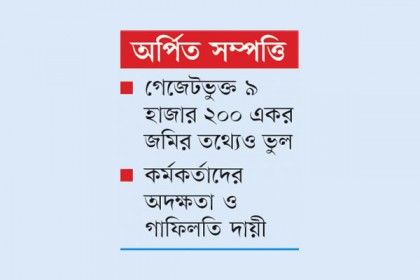 অর্পিত সম্পত্তি
গেজেটভুক্ত ৯
হাজার ২০০ একর
জমির তথ্যেও ভুল
কর্মকর্তাদের
অদক্ষতা ও
গাফিলতি দায়ী